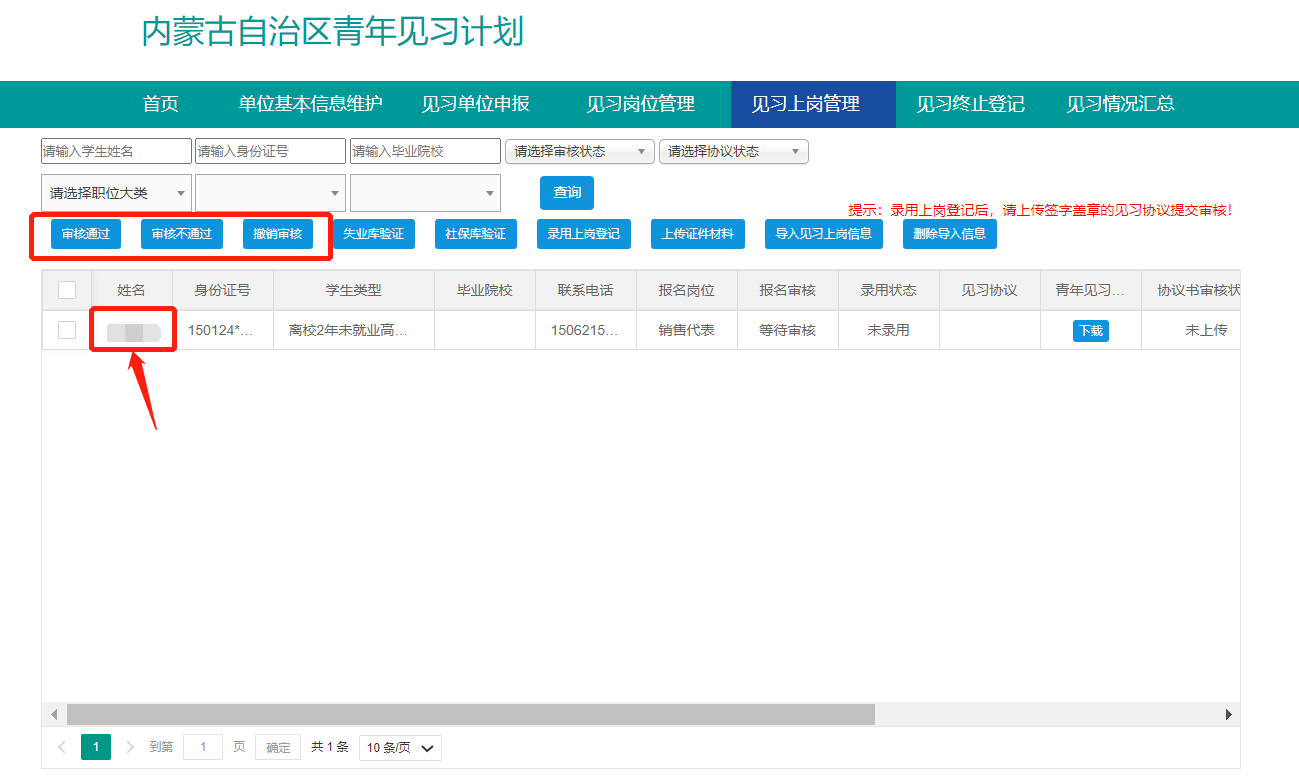 内蒙古自治区青年见习计划
首页 单位基本信息维护 见习单位申报 见习岗位管理 见习上岗管理 见习终止登记 见习情况汇总
请输入学生姓名 请输入身份证号 请输入毕业院校 请选择审核状态 请选择协议状态
请选择职位大类 查询
提示：录用上岗登记后，请上传签字盖章的见习协议提交审核！
审核通过 审核不通过 撤销审核 失业库验证 社保库验证 录用上岗登记 上传证件材料 导入见习上岗信息 删除导入信息
姓名 身份证号 学生类型 毕业院校 联系电话 报名岗位 报名审核 录用状态 见习协议 青年见习... 协议书审核状
150124*... 离校2年未就业高... 1506215... 销售代表 等待审核 未录用 下载 未上传
1 到第 1 页 确定 共 1 条 10 条/页